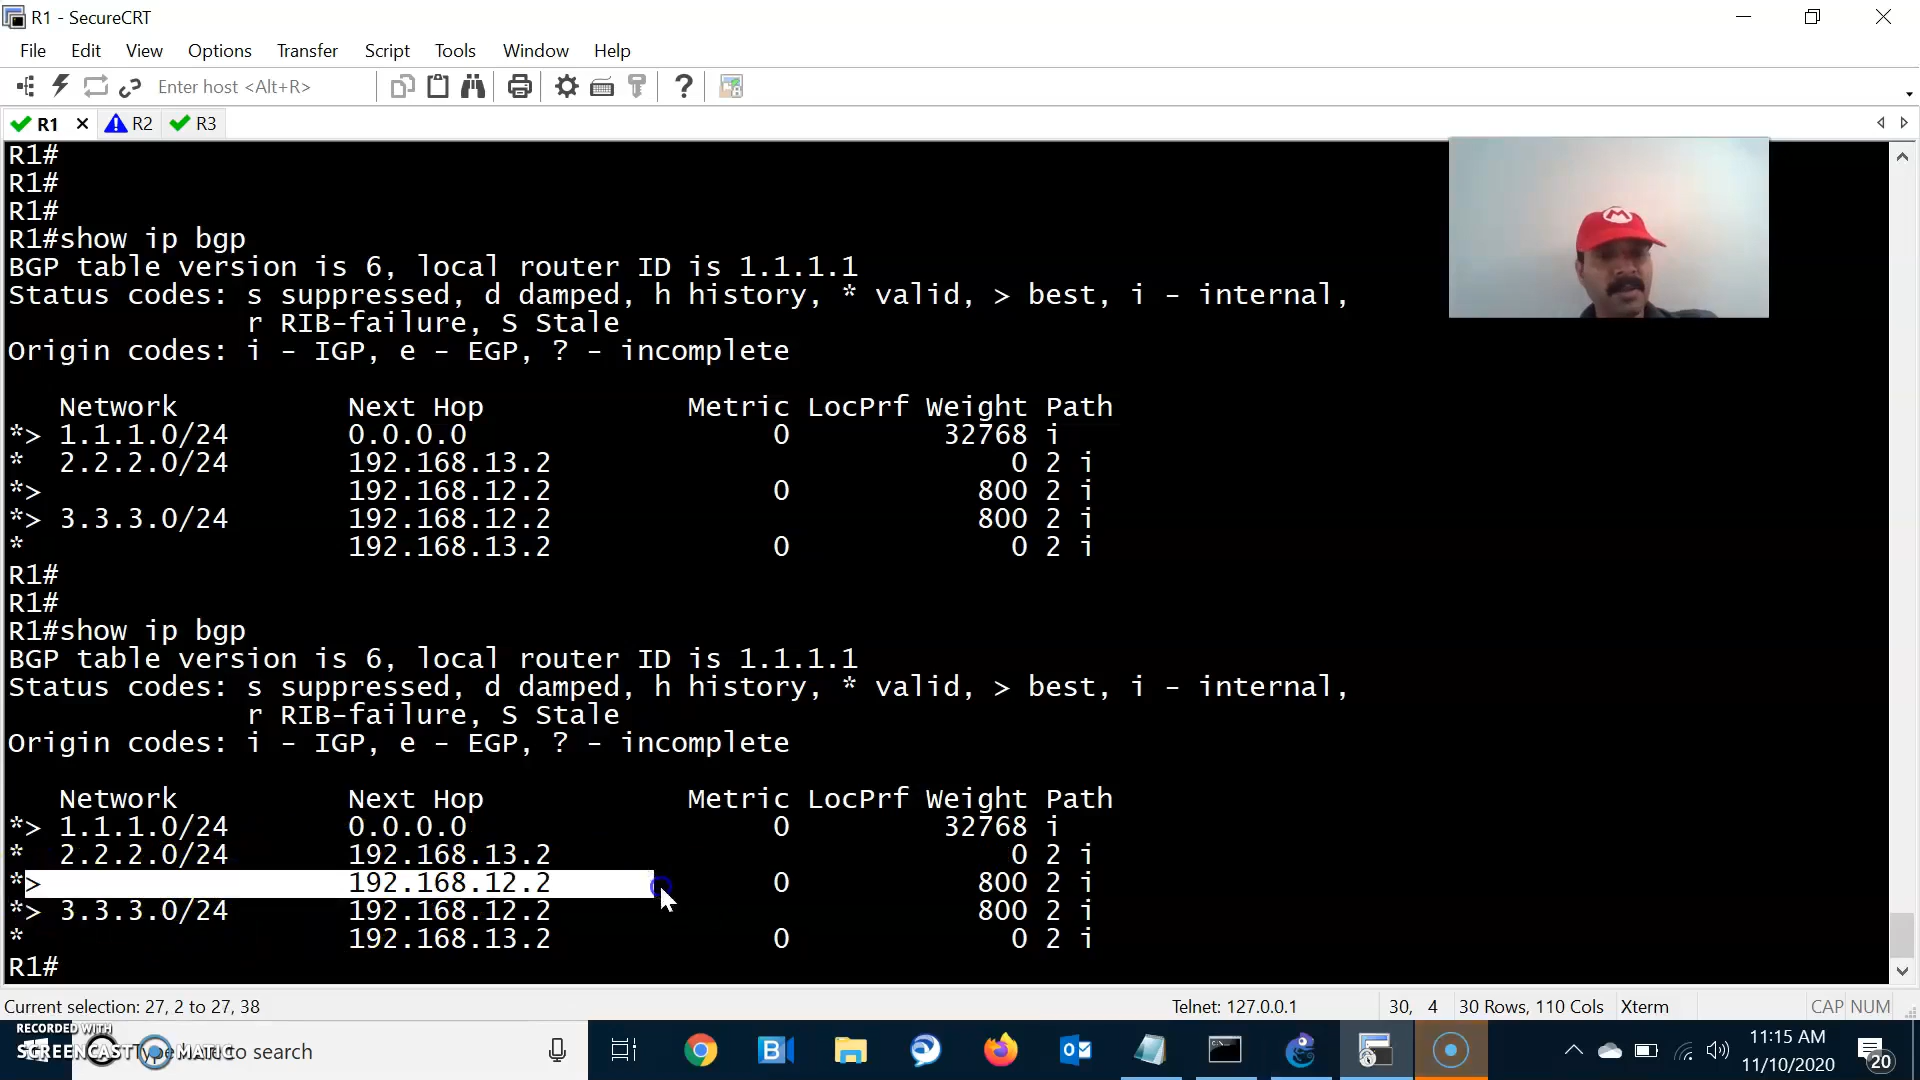 R1 - SecureCRT
File Edit View Options Transfer Script Tools Window Help
Enter host <Alt+R>
R1 R2 R3
R1#
R1#
R1#
R1#show ip bgp
BGP table version is 6, local router ID is 1.1.1.1
Status codes: s suppressed, d damped, h history, * valid, > best, i - internal,
r RIB-failure, S Stale
Origin codes: i - IGP, e - EGP, ? - incomplete
Network Next Hop Metric LocPrf Weight Path
*> 1.1.1.0/24 0.0.0.0 0 32768 i
* 2.2.2.0/24 192.168.13.2 0 2 i
*> 192.168.12.2 0 800 2 i
*> 3.3.3.0/24 192.168.12.2 800 2 i
* 192.168.13.2 0 0 2 i
R1#
R1#
R1#show ip bgp
BGP table version is 6, local router ID is 1.1.1.1
Status codes: s suppressed, d damped, h history, * valid, > best, i - internal,
r RIB-failure, S Stale
Origin codes: i - IGP, e - EGP, ? - incomplete
Network Next Hop Metric LocPrf Weight Path
*> 1.1.1.0/24 0.0.0.0 0 32768 i
* 2.2.2.0/24 192.168.13.2 0 2 i
*> 192.168.12.2 0 800 2 i
*> 3.3.3.0/24 192.168.12.2 800 2 i
* 192.168.13.2 0 0 2 i
R1#
Current selection: 27, 2 to 27, 38 Telnet: 127.0.0.1 30, 4 30 Rows, 110 Cols Xterm CAP NUM
RECORDED WITH
SCREENCAST MATIC
to search
11:15 AM
11/10/2020
20